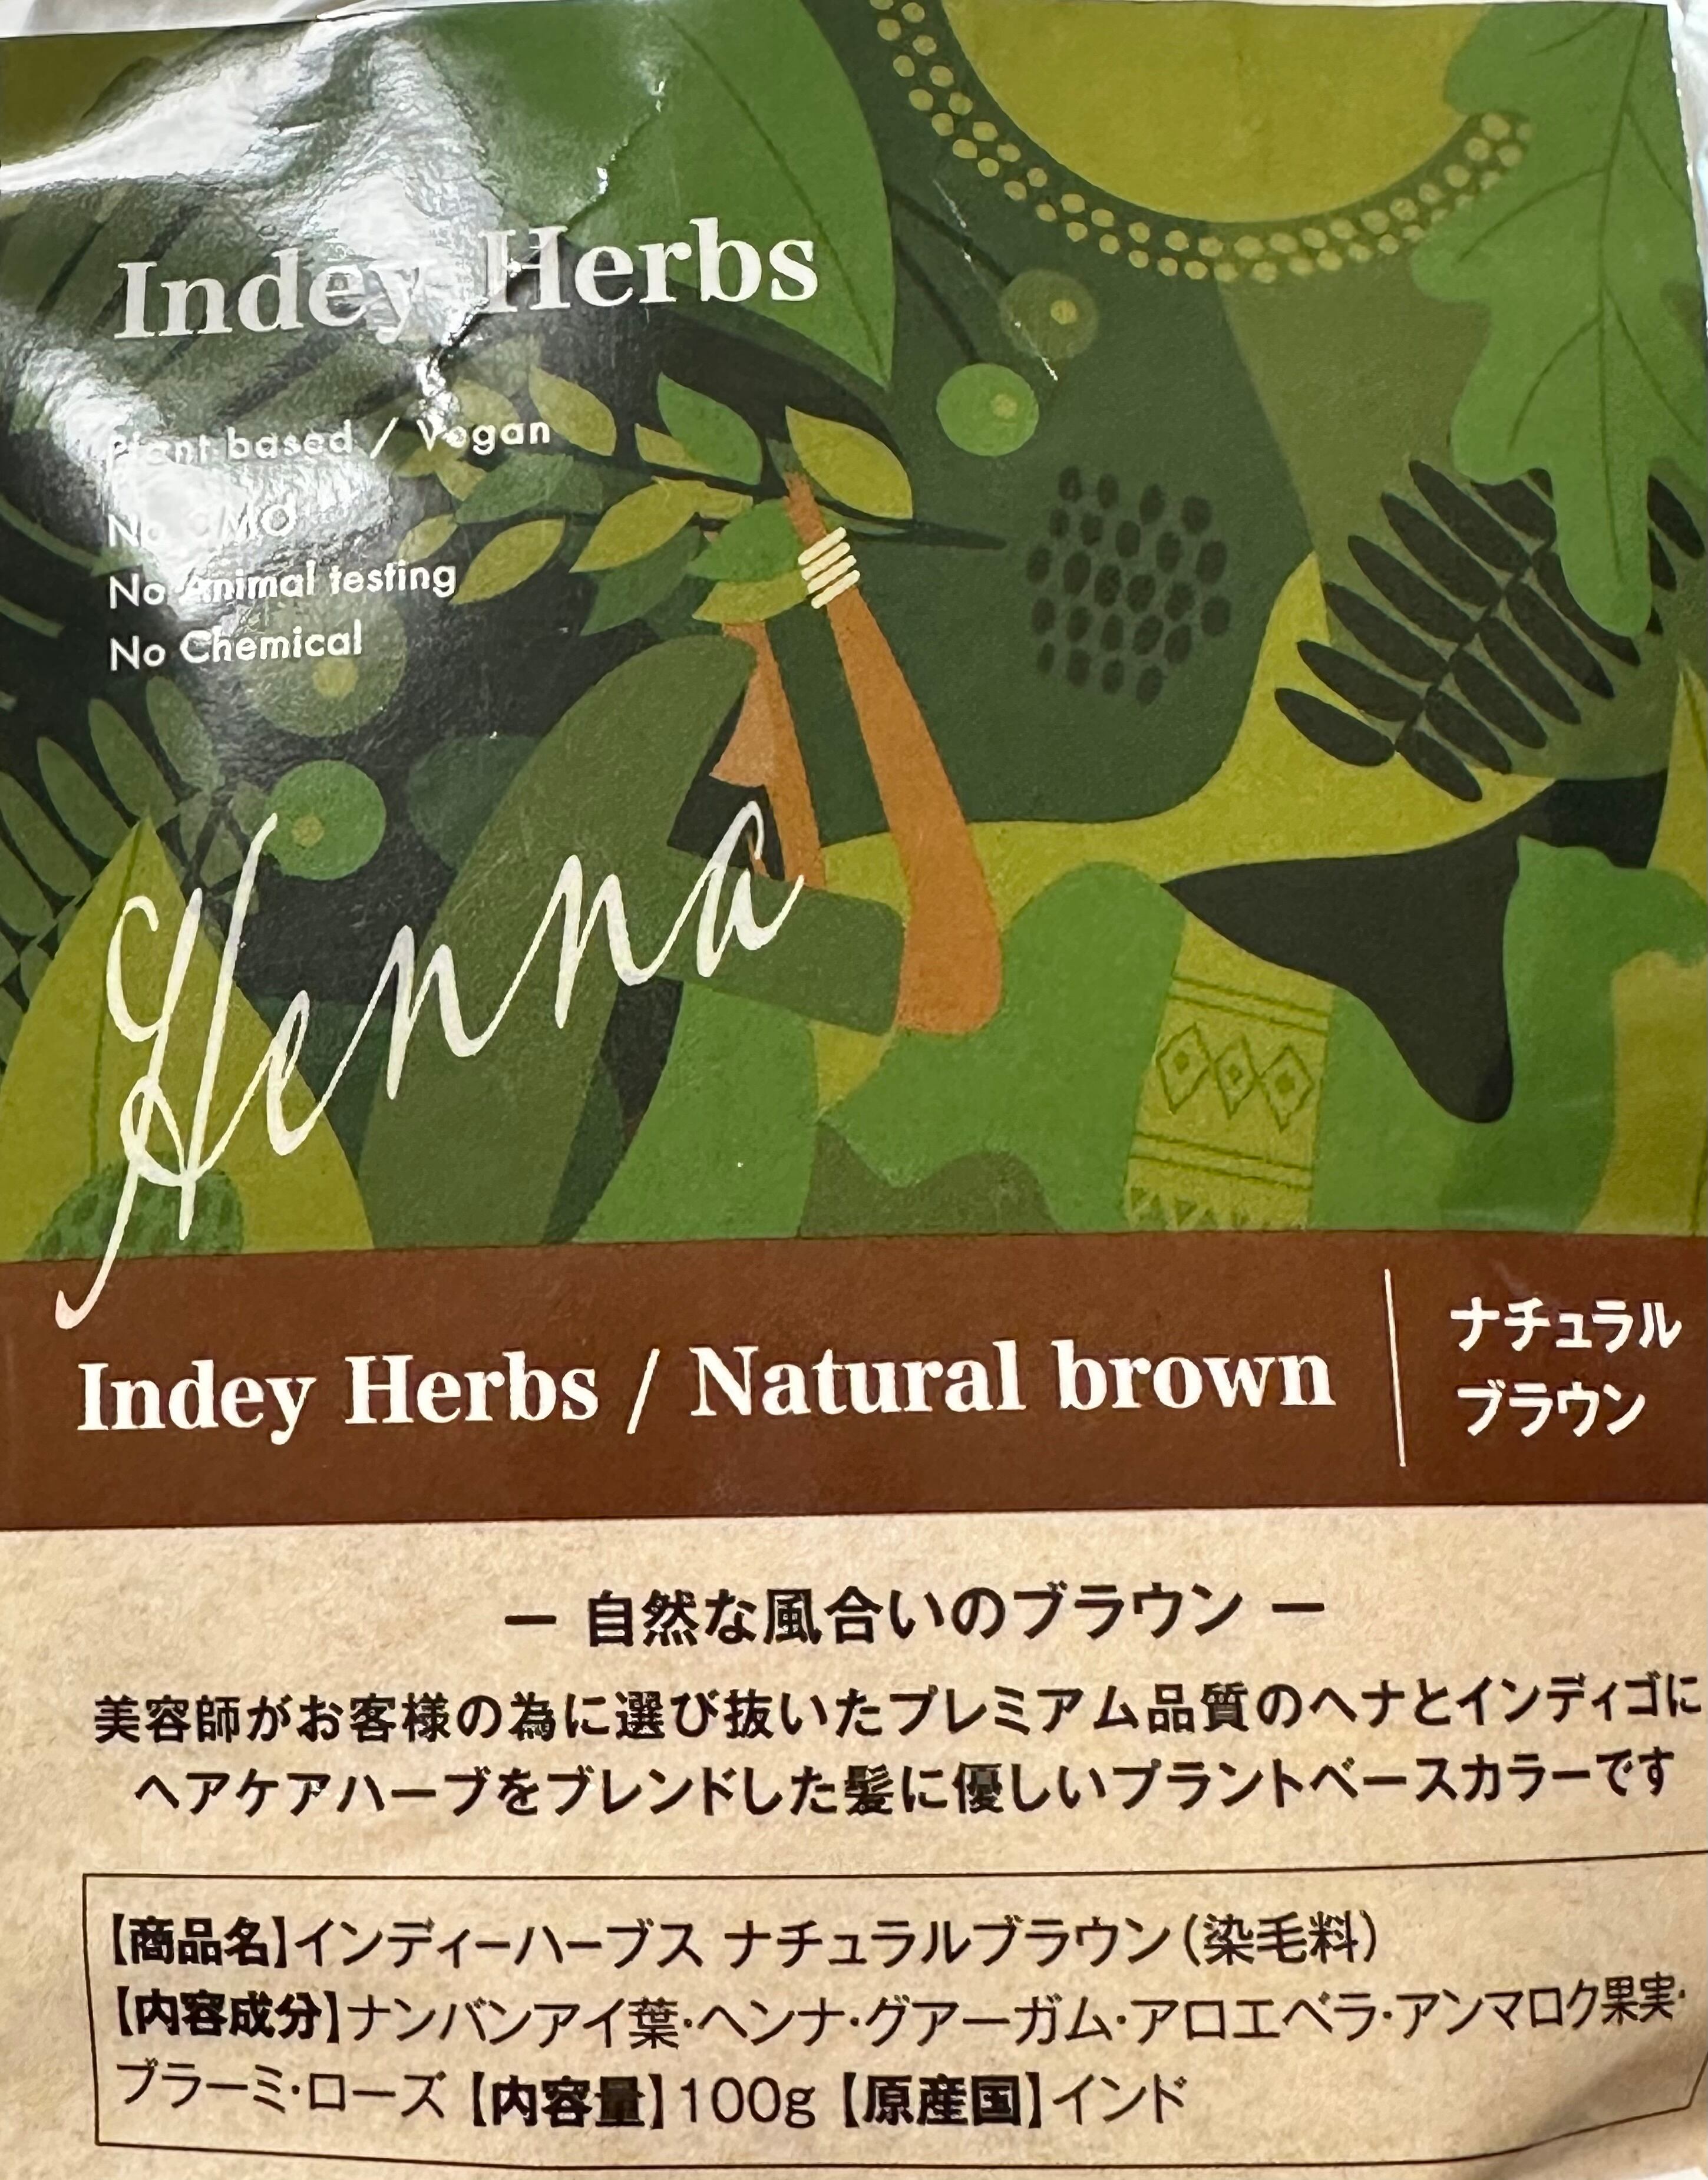 Indey Herbs
Plant based / Vegan
No GMO
No Animal testing
No Chemical
Henna
Indey Herbs / Natural brown
ナチュラル
ブラウン
― 自然な風合いのブラウン ―
美容師がお客様の為に選び抜いたプレミアム品質のヘナとインディゴに
ヘアケアハーブをブレンドした髪に優しいプラントベースカラーです
【商品名】インディーハーブス ナチュラルブラウン(染毛料)
【内容成分】ナンバンアイ葉・ヘンナ・グアーガム・アロエベラ・アンマロク果実・
ブラーミ・ローズ【内容量】100g【原産国】インド